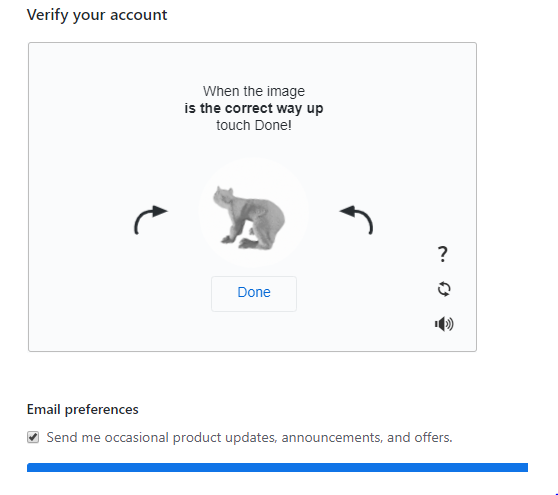 Verify your account
When the image
is the correct way up
touch Done!
?
Done
Email preferences
Send me occasional product updates, announcements, and offers.